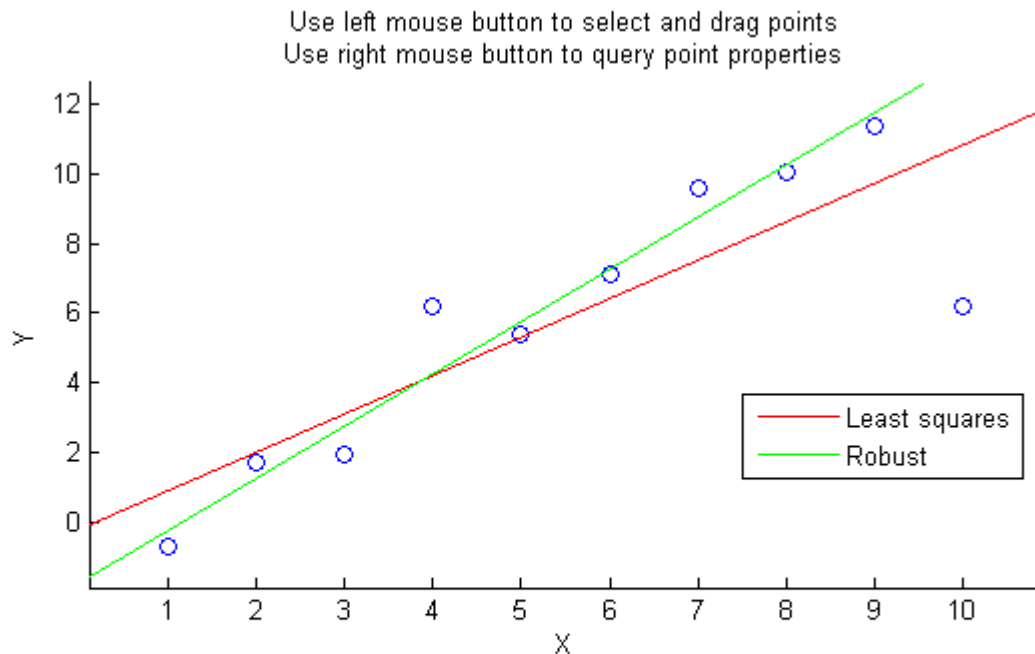 Use left mouse button to select and drag points
Use right mouse button to query point properties
12
10
8
6
4
2
0
Y
Least squares
Robust
1 2 3 4 5 6 7 8 9 10
X